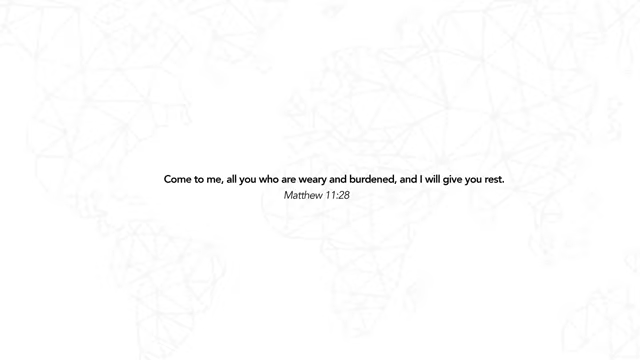 Come to me, all you who are weary and burdened, and I will give you rest.
Matthew 11:28